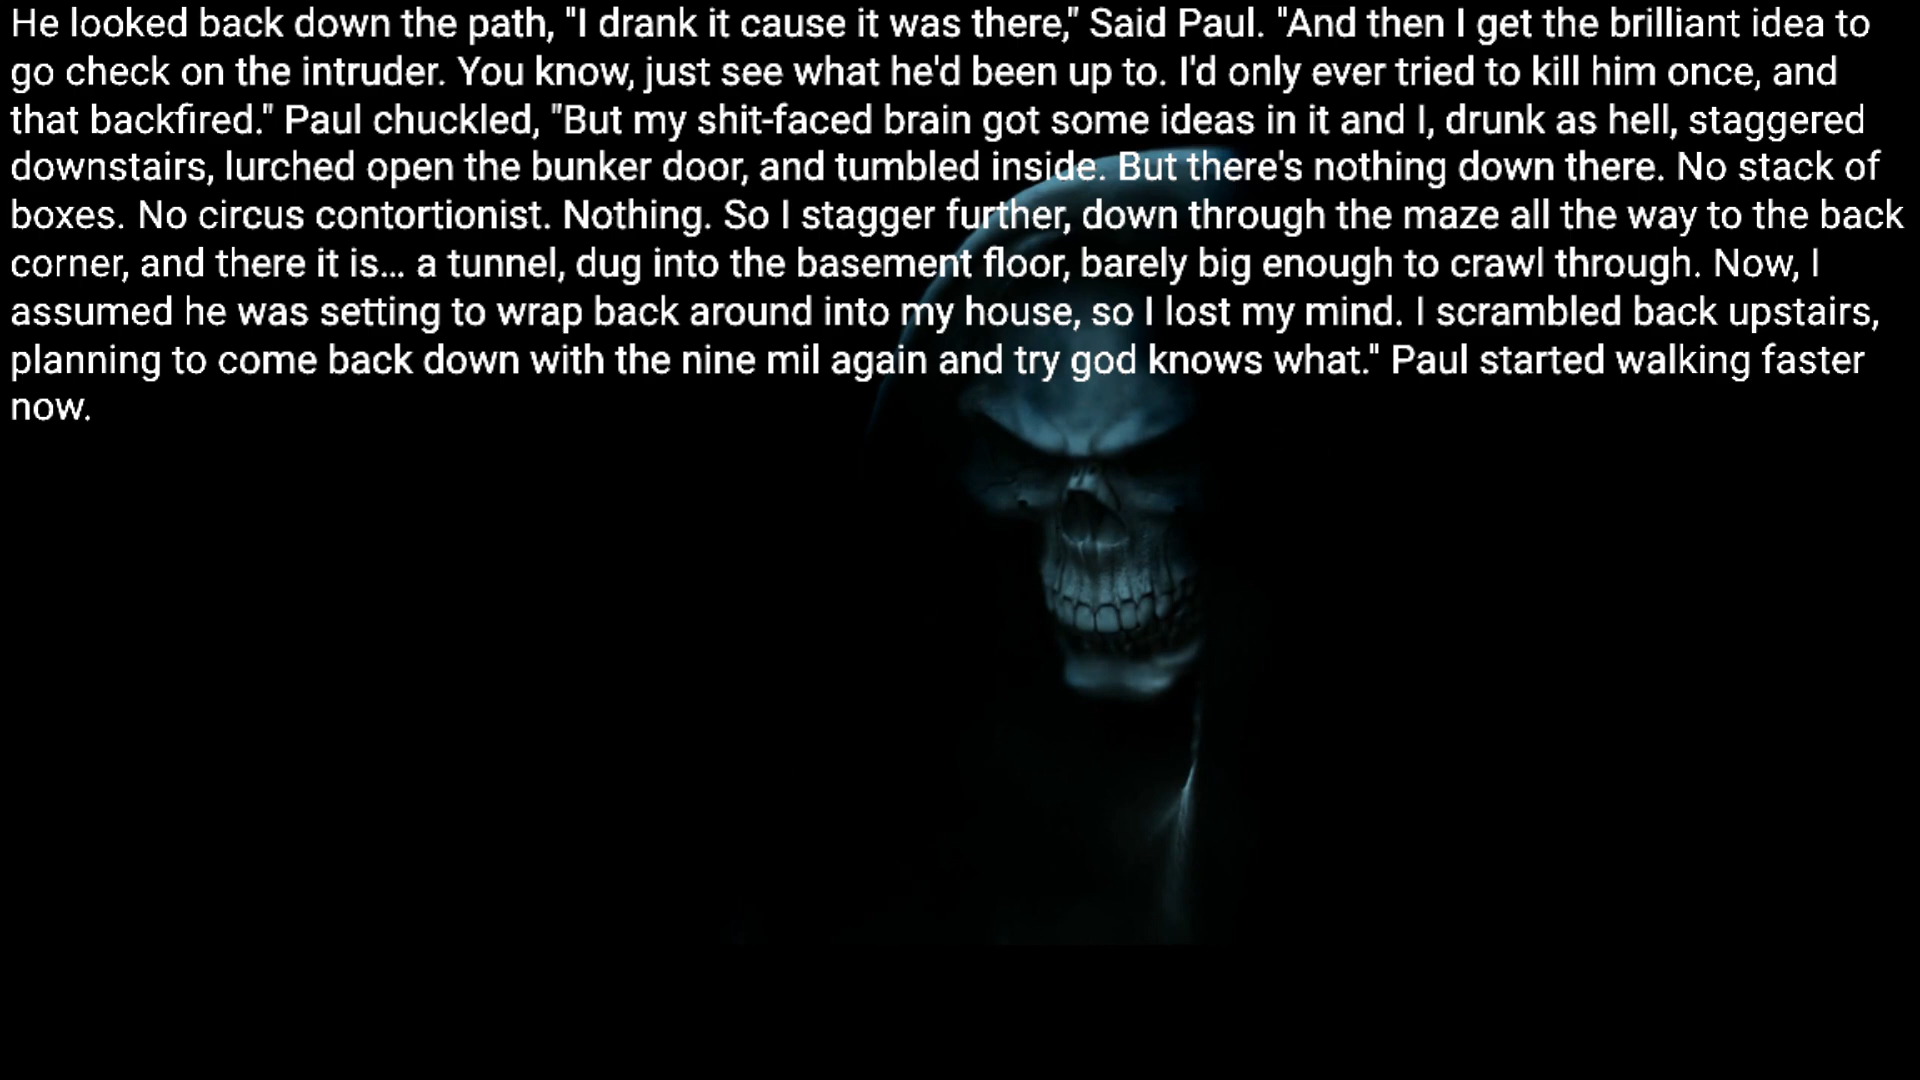 He looked back down the path, "I drank it cause it was there," Said Paul. "And then I get the brilliant idea to
go check on the intruder. You know, just see what he'd been up to. I'd only ever tried to kill him once, and
that backfired." Paul chuckled, "But my shit-faced brain got some ideas in it and I, drunk as hell, staggered
downstairs, lurched open the bunker door, and tumbled inside. But there's nothing down there. No stack of
boxes. No circus contortionist. Nothing. So I stagger further, down through the maze all the way to the back
corner, and there it is... a tunnel, dug into the basement floor, barely big enough to crawl through. Now, I
assumed he was setting to wrap back around into my house, so I lost my mind. I scrambled back upstairs,
planning to come back down with the nine mil again and try god knows what." Paul started walking faster
now.